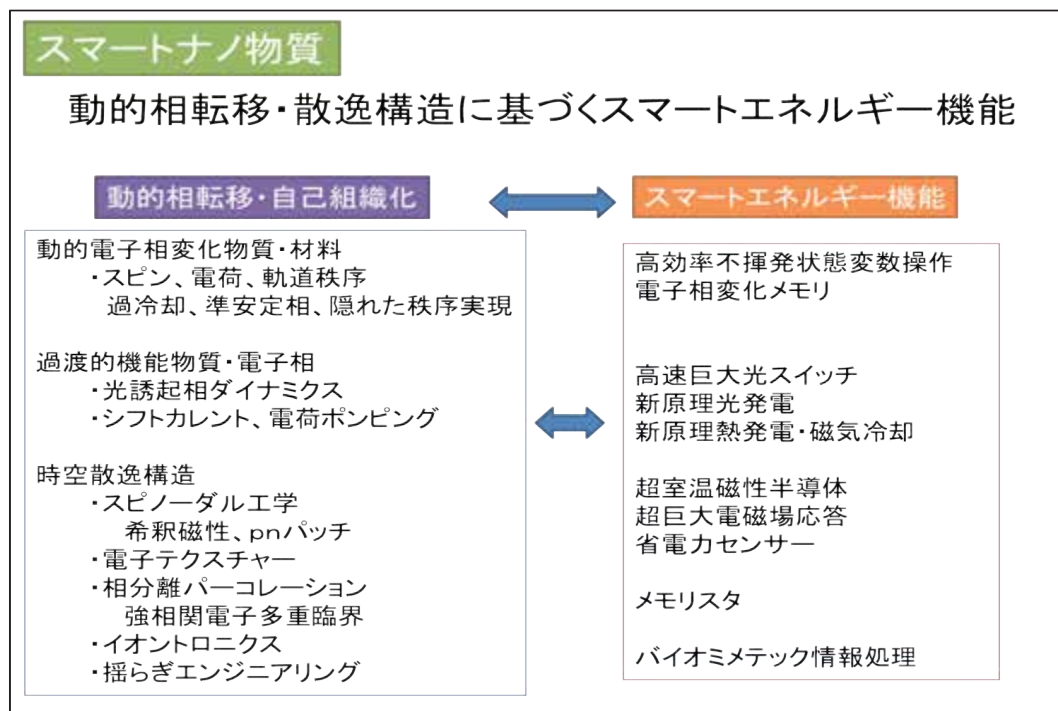 スマートナノ物質
動的相転移・散逸構造に基づくスマートエネルギー機能
動的相転移・自己組織化
動的電子相変化物質・材料
・スピン、電荷、軌道秩序
過冷却、準安定相、隠れた秩序実現
過渡的機能物質・電子相
・光誘起相ダイナミクス
・シフトカレント、電荷ポンピング
時空散逸構造
・スピノーダル工学
希釈磁性、pnパッチ
・電子テクスチャー
・相分離パーコレーション
強相関電子多重臨界
・イオントロニクス
・揺らぎエンジニアリング
スマートエネルギー機能
高効率不揮発状態変数操作
電子相変化メモリ
高速巨大光スイッチ
新原理光発電
新原理熱発電・磁気冷却
超室温磁性半導体
超巨大電磁場応答
省電力センサー
メモリスタ
バイオミメテック情報処理